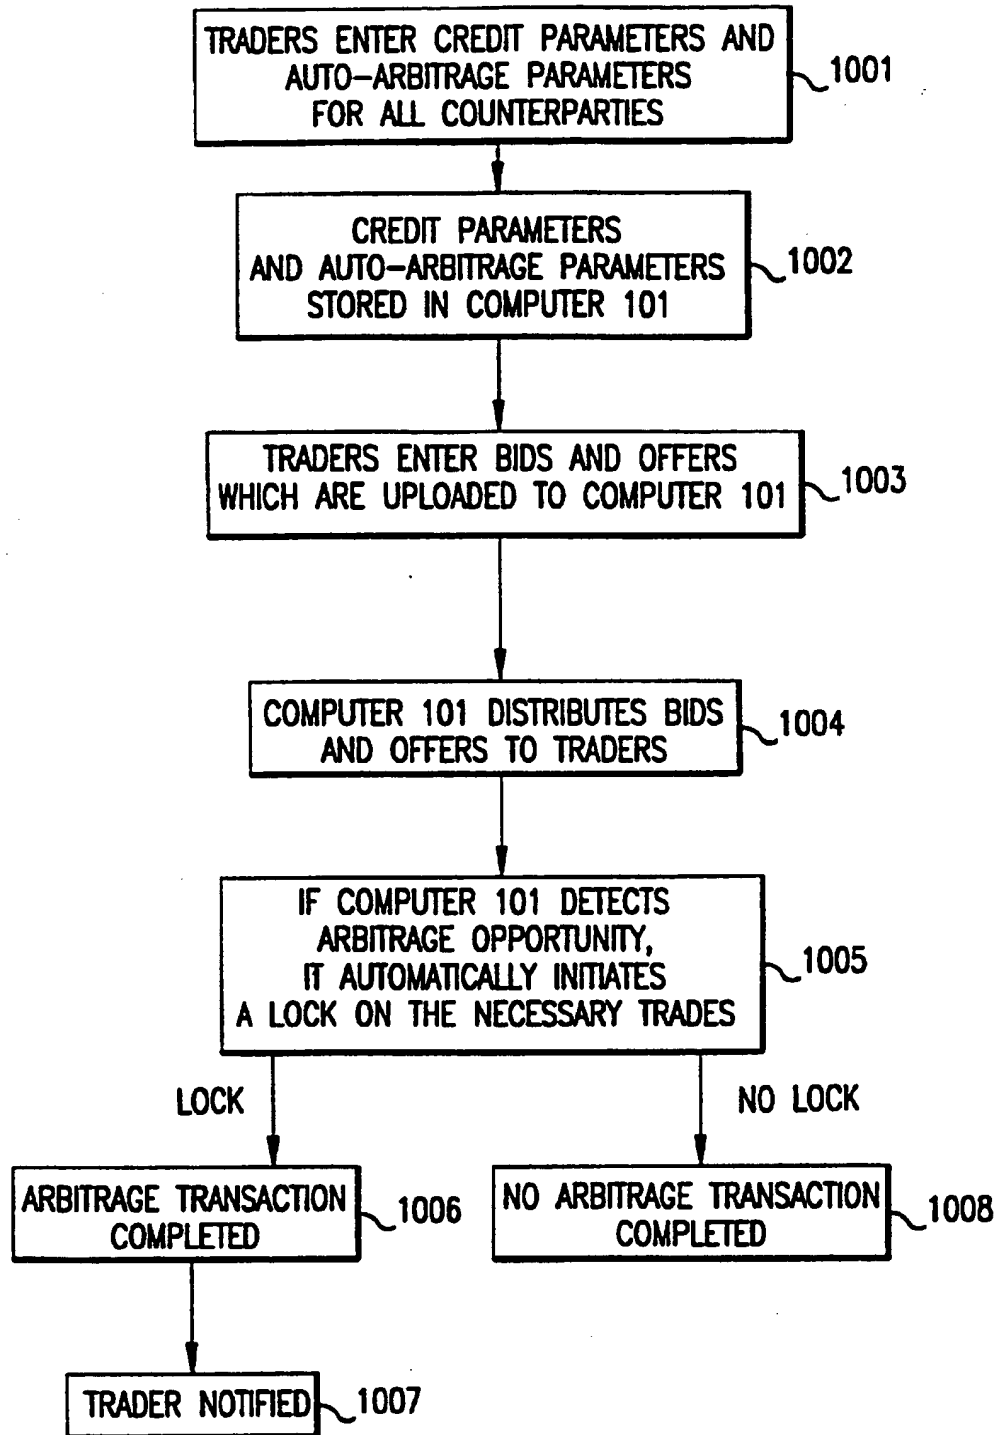 TRADERS ENTER CREDIT PARAMETERS AND
AUTO-ARBITRAGE PARAMETERS
FOR ALL COUNTERPARTIES
1001
CREDIT PARAMETERS
AND AUTO-ARBITRAGE PARAMETERS
STORED IN COMPUTER 101
1002
TRADERS ENTER BIDS AND OFFERS
WHICH ARE UPLOADED TO COMPUTER 101
1003
COMPUTER 101 DISTRIBUTES BIDS
AND OFFERS TO TRADERS
1004
IF COMPUTER 101 DETECTS
ARBITRAGE OPPORTUNITY,
IT AUTOMATICALLY INITIATES
A LOCK ON THE NECESSARY TRADES
1005
LOCK
NO LOCK
ARBITRAGE TRANSACTION
COMPLETED
1006
NO ARBITRAGE TRANSACTION
COMPLETED
1008
TRADER NOTIFIED
1007